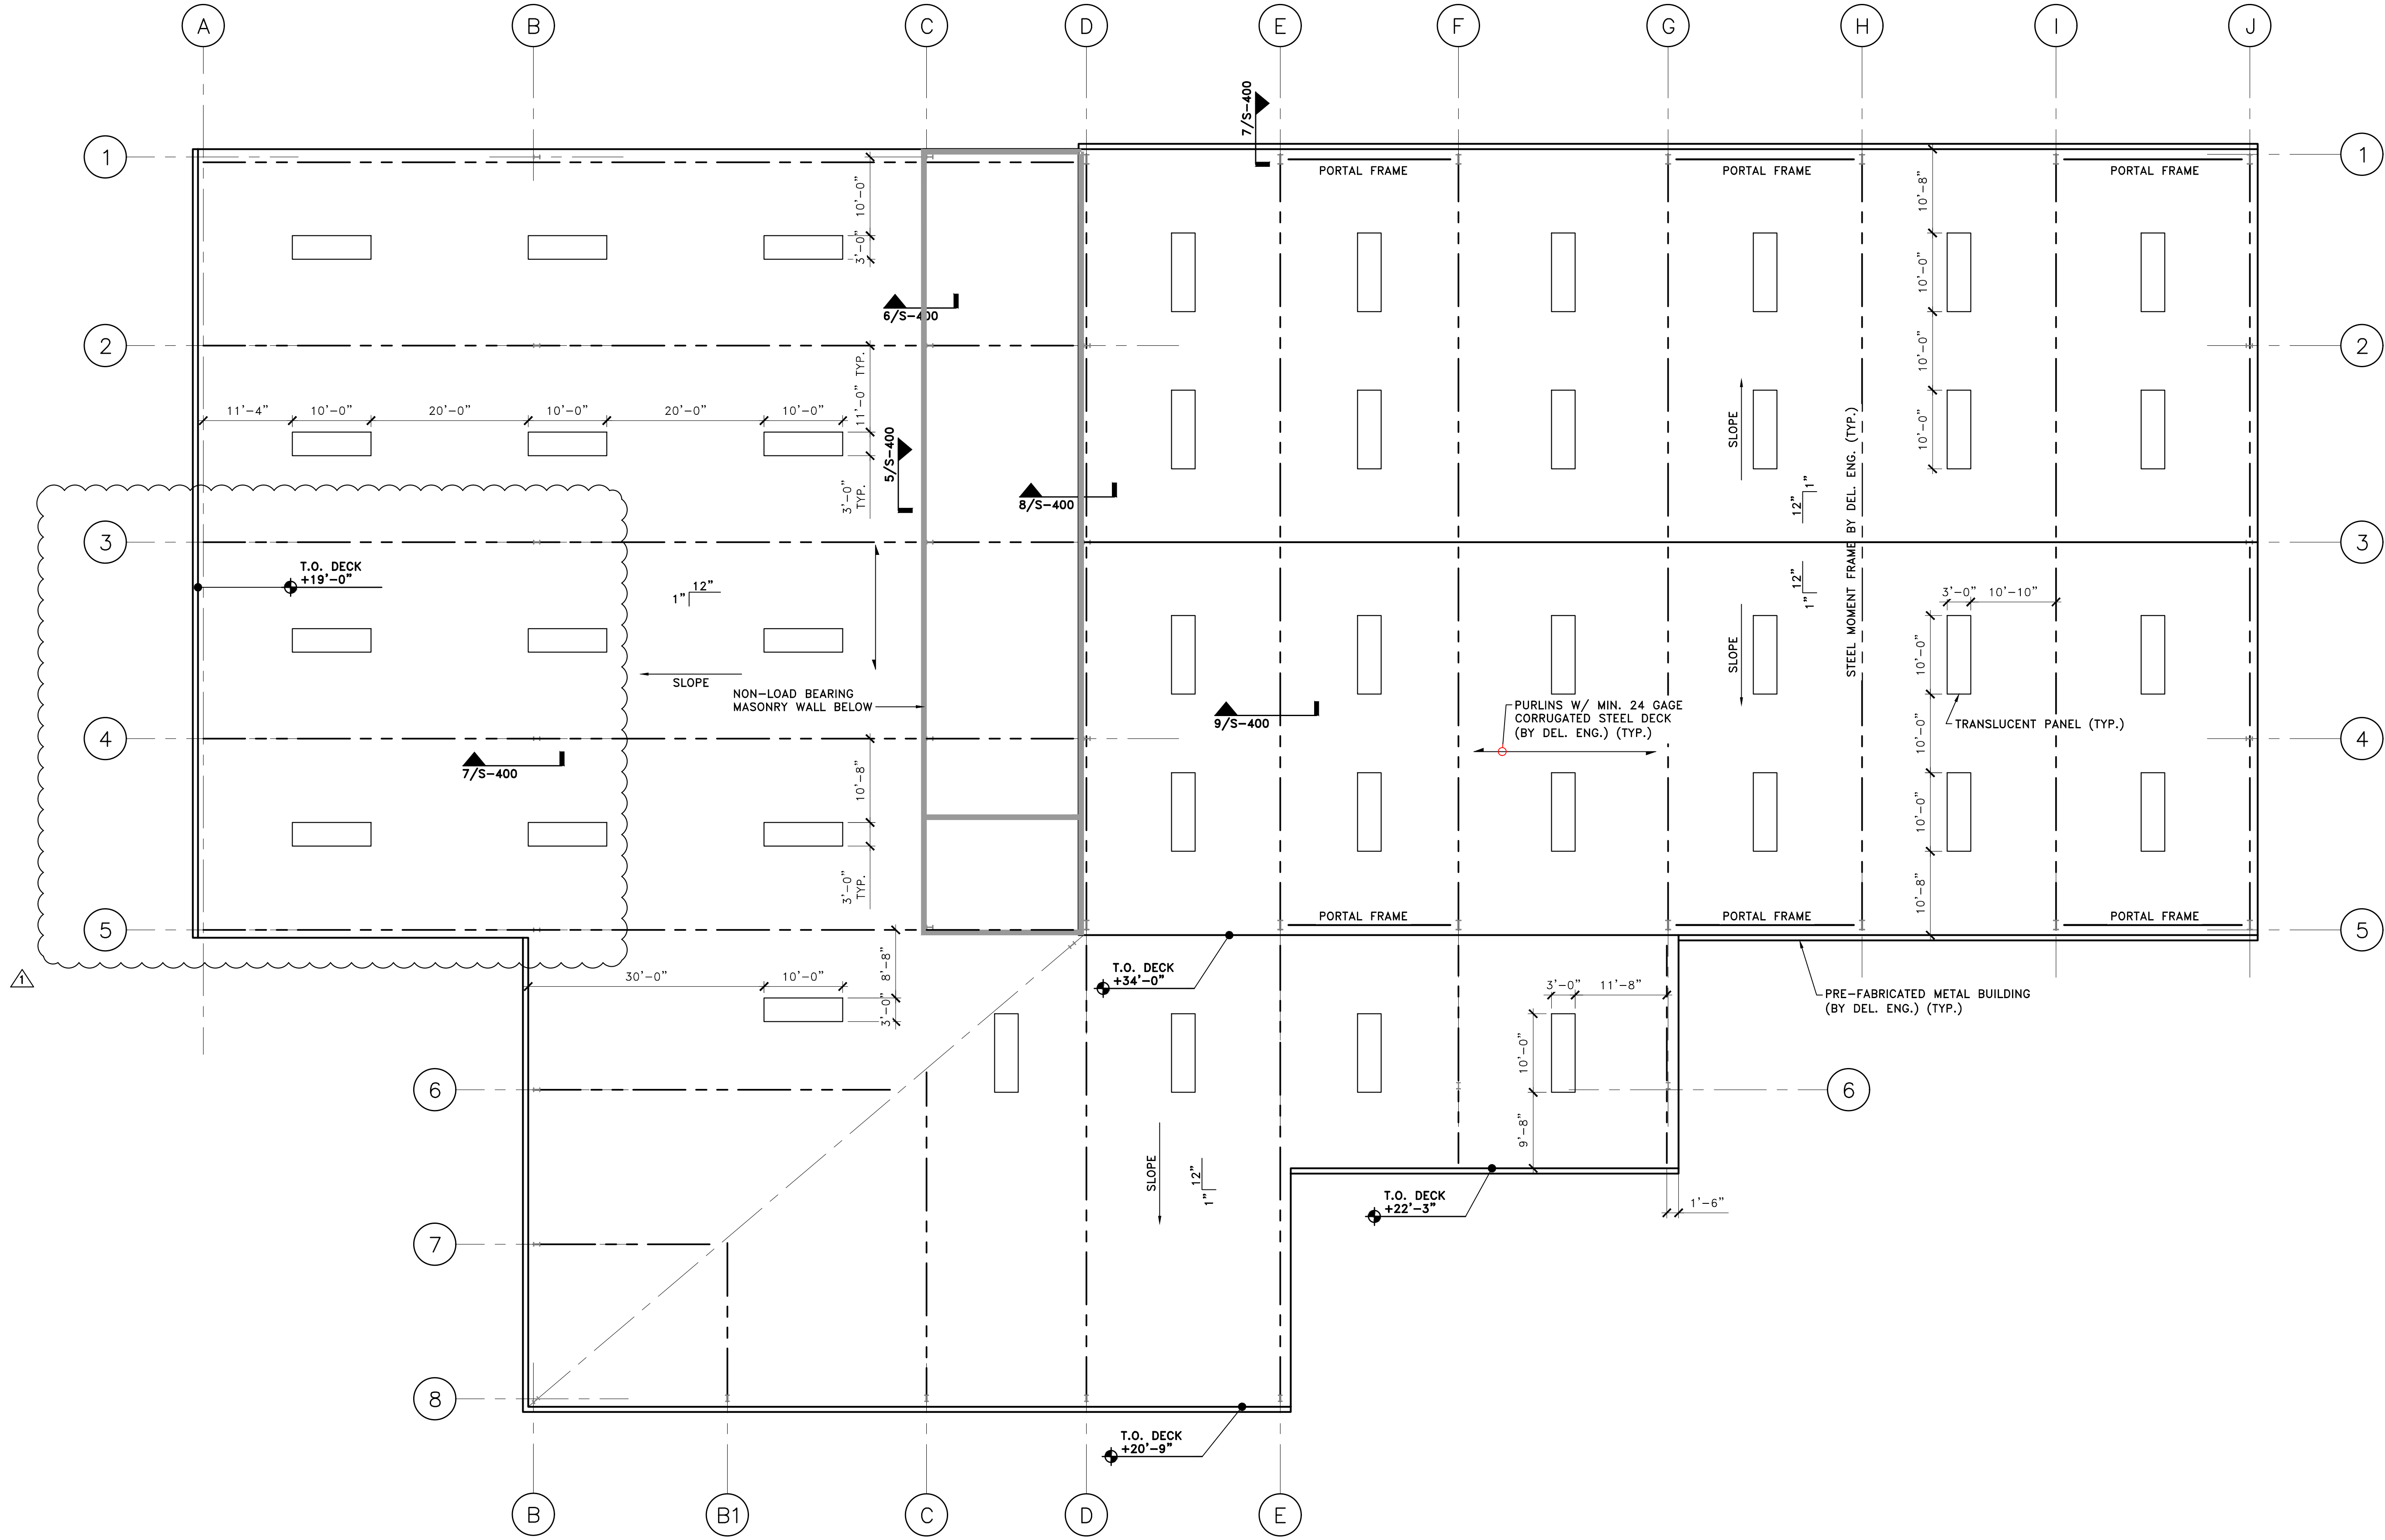 A B C D E F G H I J
7/S-400
1 1
PORTAL FRAME PORTAL FRAME PORTAL FRAME
10'-0"
3'-0"
10'-8"
10'-0"
6/S-400
2 2
11'-0" TYP.
10'-0"
11'-4" 10'-0" 20'-0" 10'-0" 20'-0" 10'-0"
5/S-400
3'-0"
TYP.
8/S-400
SLOPE
12" 1"
10'-0"
STEEL MOMENT FRAME BY DEL. ENG. (TYP.)
3 3
T.O. DECK
+19'-0"
12"
1"
SLOPE
NON-LOAD BEARING
MASONRY WALL BELOW
12"
1"
SLOPE
3'-0" 10'-10"
10'-0"
9/S-400
PURLINS W/ MIN. 24 GAGE
CORRUGATED STEEL DECK
(BY DEL. ENG.) (TYP.)
TRANSLUCENT PANEL (TYP.)
4 4
7/S-400
10'-8"
10'-0"
10'-0"
3'-0"
TYP.
10'-8"
PORTAL FRAME PORTAL FRAME PORTAL FRAME
5 5
1
30'-0" 10'-0"
8'-8"
3'-0"
T.O. DECK
+34'-0"
3'-0" 11'-8"
PRE-FABRICATED METAL BUILDING
(BY DEL. ENG.) (TYP.)
10'-0"
6 6
9'-8"
SLOPE
12"
1"
T.O. DECK
+22'-3"
1'-6"
7
8
T.O. DECK
+20'-9"
B B1 C D E